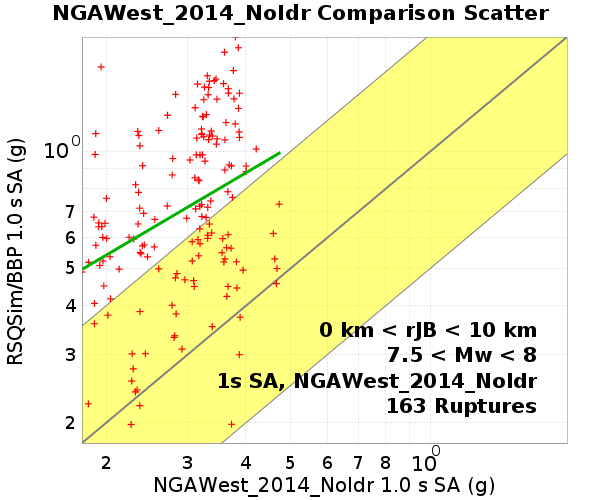 NGAWest_2014_NoIdr Comparison Scatter
RSQSim/BBP 1.0 s SA (g)
10^0
7
6
5
4
3
2
0 km < rJB < 10 km
7.5 < Mw < 8
1s SA, NGAWest_2014_NoIdr
163 Ruptures
2 3 4 5 6 7 8 10^0
NGAWest_2014_NoIdr 1.0 s SA (g)